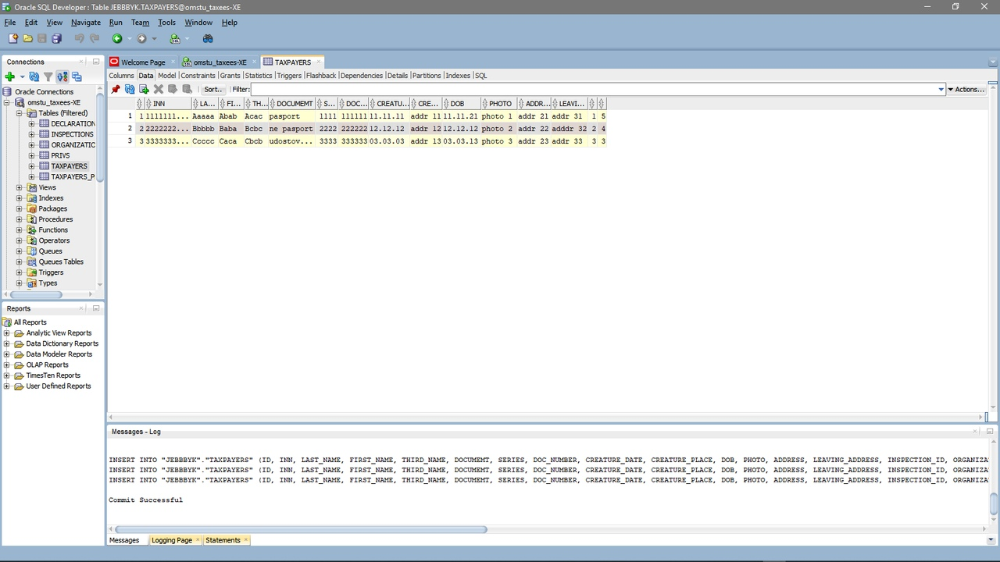 Oracle SQL Developer : Table JEBBBYK.TAXPAYERS@omstu_taxees-XE
File Edit View Navigate Run Team Tools Window Help
Connections
Oracle Connections
omstu_taxees-XE
Tables (Filtered)
DECLARATION
INSPECTIONS
ORGANIZATIC
PRIVS
TAXPAYERS
TAXPAYERS_P
Views
Indexes
Packages
Procedures
Functions
Operators
Queues
Queues Tables
Triggers
Types
Reports
All Reports
Analytic View Reports
Data Dictionary Reports
Data Modeler Reports
OLAP Reports
TimesTen Reports
User Defined Reports
Welcome Page omstu_taxees-XE TAXPAYERS
Columns Data Model Constraints Grants Statistics Triggers Flashback Dependencies Details Partitions Indexes SQL
Sort.. Filter: Actions...
INN LA... FI... TH... DOCUMEMT S... DOC... CREATU... CRE... DOB PHOTO ADDR... LEAVI...
1 1 1111111... Aaaaa Abab Acac pasport 1111 111111 11.11.11 addr 11 11.11.21 photo 1 addr 21 addr 31 1 5
2 2 2222222... Bbbbb Baba Bcbc ne pasport 2222 222222 12.12.12 addr 12 12.12.12 photo 2 addr 22 adddr 32 2 4
3 3 3333333... Ccccc Caca Cbcb udostov... 3333 333333 03.03.03 addr 13 03.03.13 photo 3 addr 23 addr 33 3 3
Messages - Log
INSERT INTO "JEBBBYK"."TAXPAYERS" (ID, INN, LAST_NAME, FIRST_NAME, THIRD_NAME, DOCUMEMT, SERIES, DOC_NUMBER, CREATURE_DATE, CREATURE_PLACE, DOB, PHOTO, ADDRESS, LEAVING_ADDRESS, INSPECTION_ID, ORGANIZA
INSERT INTO "JEBBBYK"."TAXPAYERS" (ID, INN, LAST_NAME, FIRST_NAME, THIRD_NAME, DOCUMEMT, SERIES, DOC_NUMBER, CREATURE_DATE, CREATURE_PLACE, DOB, PHOTO, ADDRESS, LEAVING_ADDRESS, INSPECTION_ID, ORGANIZA
INSERT INTO "JEBBBYK"."TAXPAYERS" (ID, INN, LAST_NAME, FIRST_NAME, THIRD_NAME, DOCUMEMT, SERIES, DOC_NUMBER, CREATURE_DATE, CREATURE_PLACE, DOB, PHOTO, ADDRESS, LEAVING_ADDRESS, INSPECTION_ID, ORGANIZA
Commit Successful
Messages Logging Page Statements